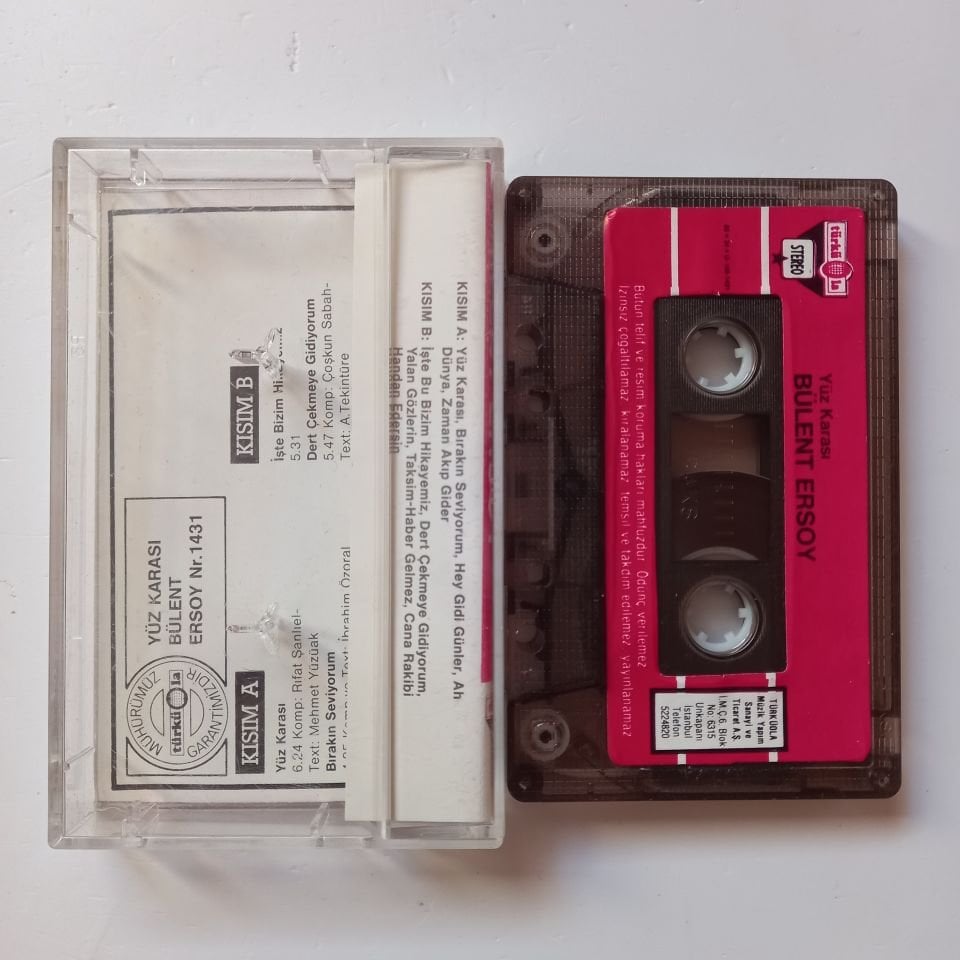 KISIM B
İşte Bizim Hikayemiz
5.31
Dert Çekmeye Gidiyorum
5.47 Komp: Coşkun Sabah-
Text: A.Tekintüre
YÜZ KARASI
BÜLENT
ERSOY Nr.1431
MÜHÜRÜMÜZ
türküola
GARANTİMİZDİR
KISIM A
Yüz Karası
6.24 Komp: Rıfat Şanlıel-
Text: Mehmet Yüzüak
Bırakın Seviyorum
Text: İbrahim Özoral
KISIM A: Yüz Karası, Bırakın Seviyorum, Hey Gidi Günler, Ah
Dünya, Zaman Akıp Gider
KISIM B: İşte Bu Bizim Hikayemiz, Dert Çekmeye Gidiyorum,
Yalan Gözlerin, Taksim-Haber Gelmez, Cana Rakibi
Handan Edersin
türküola
STEREO
Yüz Karası
BÜLENT ERSOY
Bütün telif ve resim koruma hakları mahfuzdur Ödünç verilemez
İzinsiz çoğaltılamaz kiralanamaz temsil ve takdim edilemez yayınlanamaz
TÜRKÜOLA
Müzik Yapım
Sanayi ve
Ticaret A.Ş.
İ.M.Ç.6. Blok
No: 6315
Unkapanı
İstanbul
Telefon
5224820